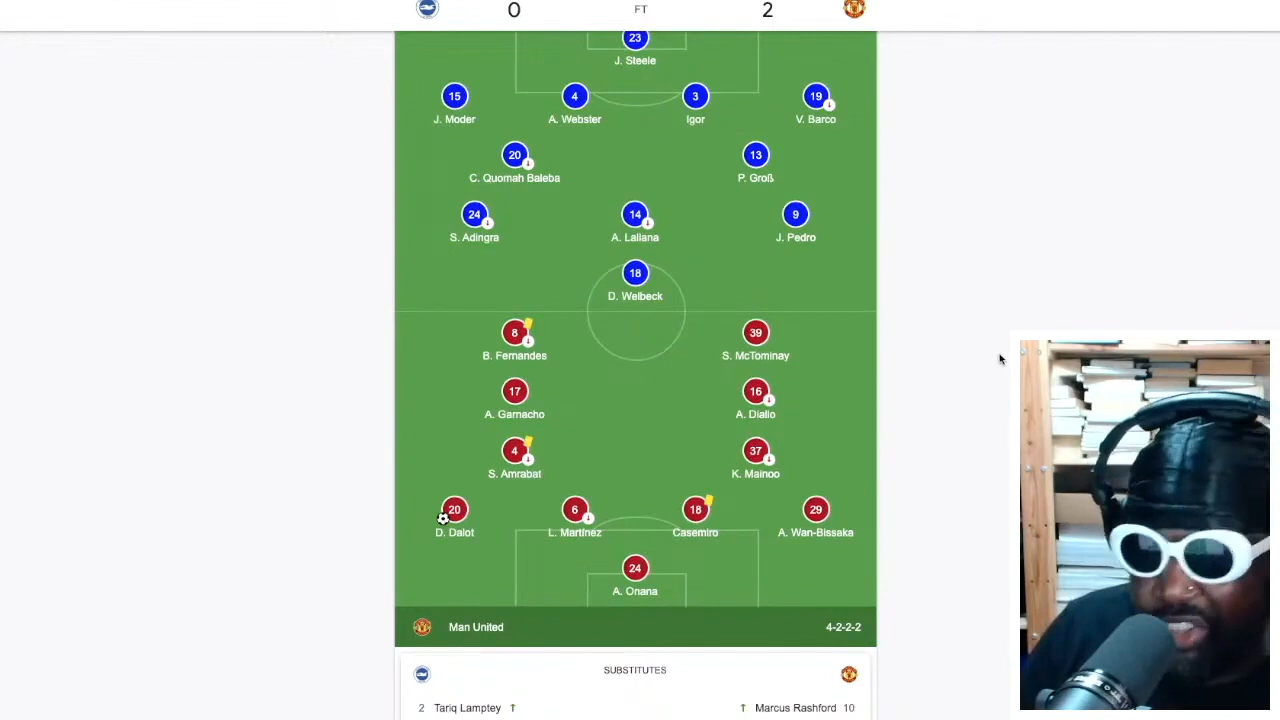 0 FT 2
23
J. Steele
15 4 3 19
J. Moder A. Webster Igor V. Barco
20 13
C. Quomah Baleba P. Groß
24 14 9
S. Adingra A. Lallana J. Pedro
18
D. Welbeck
8 39
B. Fernandes S. McTominay
17 16
A. Garnacho A. Diallo
4 37
S. Amrabat K. Mainoo
20 6 18 29
D. Dalot L. Martínez Casemiro A. Wan-Bissaka
24
A. Onana
Man United 4-2-2-2
SUBSTITUTES
2 Tariq Lamptey Marcus Rashford 10